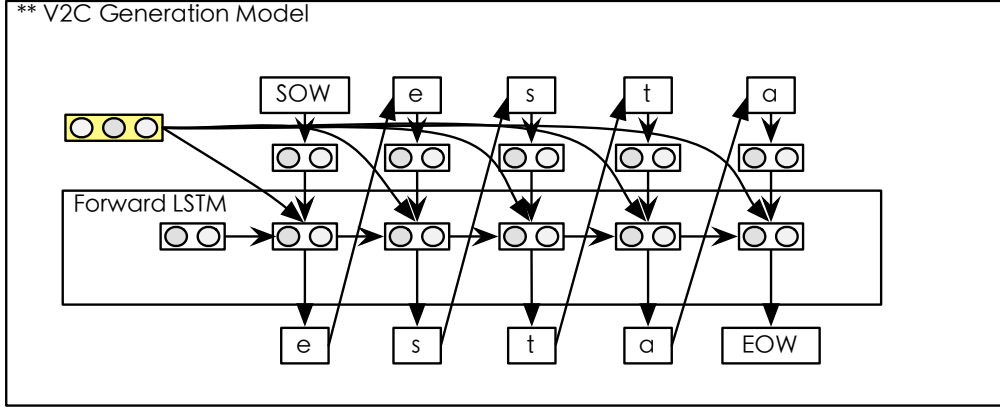 ** V2C Generation Model
SOW e s t a
Forward LSTM
e s t a EOW